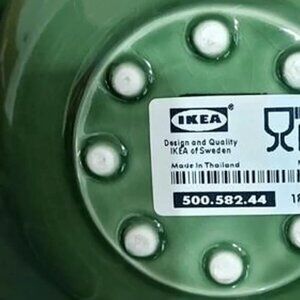 IKEA®
Design and Quality
IKEA of Sweden
Made in Thailand
500.582.44